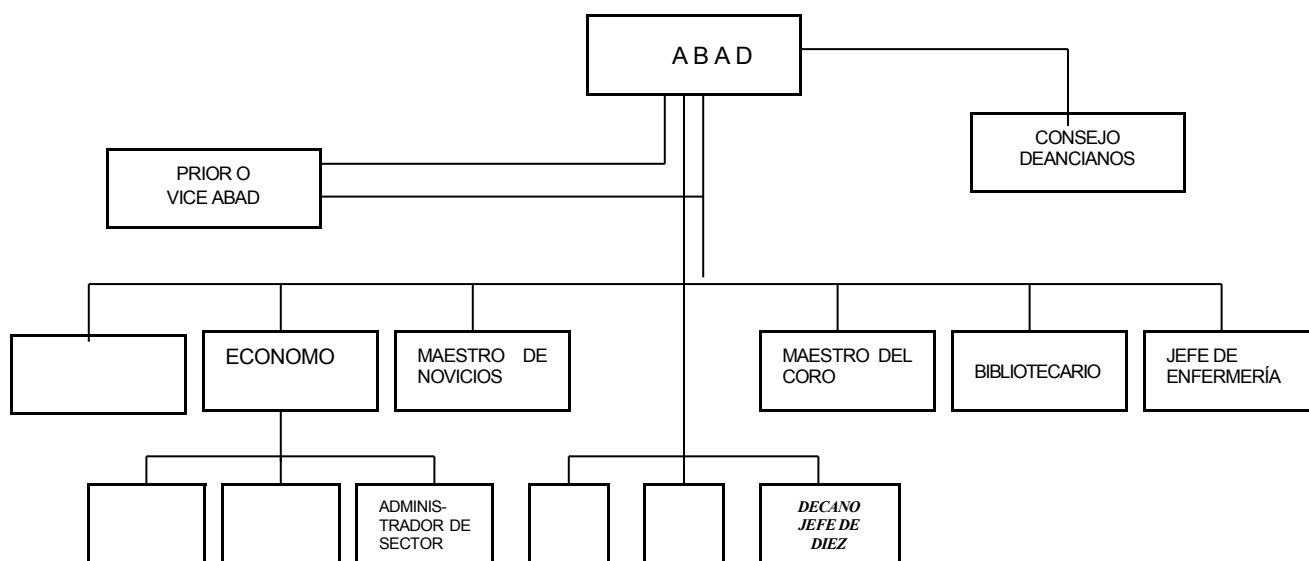 A B A D
CONSEJO
DEANCIANOS
PRIOR O
VICE ABAD
ECONOMO
MAESTRO DE
NOVICIOS
MAESTRO DEL
CORO
BIBLIOTECARIO
JEFE DE
ENFERMERÍA
ADMINIS-
TRADOR DE
SECTOR
DECANO
JEFE DE
DIEZ